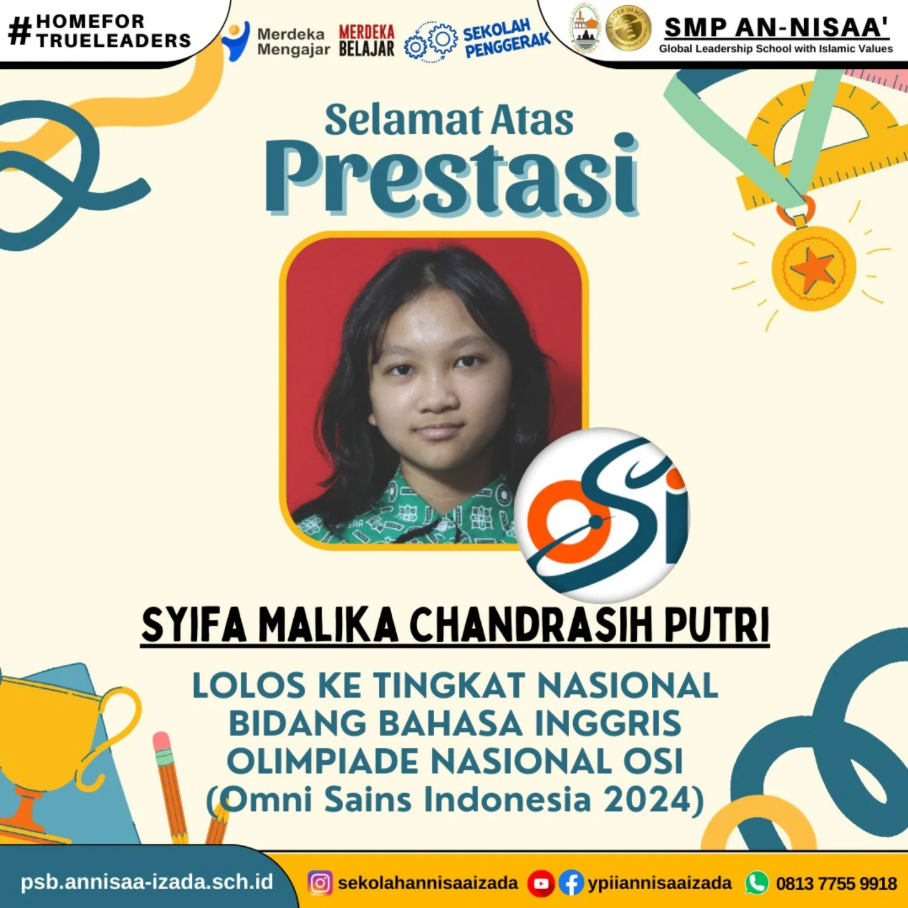 #HOMEFOR
TRUELEADERS
Merdeka
Mengajar
MERDEKA
BELAJAR
SEKOLAH
PENGGERAK
SMP AN-NISAA'
Global Leadership School with Islamic Values
Selamat Atas
Prestasi
OSi
SYIFA MALIKA CHANDRASIH PUTRI
LOLOS KE TINGKAT NASIONAL
BIDANG BAHASA INGGRIS
OLIMPIADE NASIONAL OSI
(Omni Sains Indonesia 2024)
psb.annisaa-izada.sch.id
sekolahannisaaizada
ypiiannisaaizada
0813 7755 9918